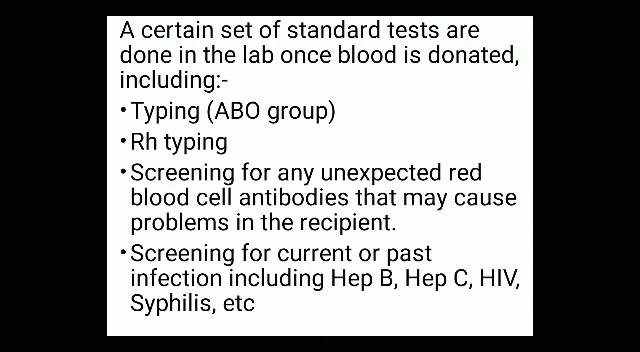 A certain set of standard tests are
done in the lab once blood is donated,
including:-
•Typing (ABO group)
•Rh typing
•Screening for any unexpected red
blood cell antibodies that may cause
problems in the recipient.
•Screening for current or past
infection including Hep B, Hep C, HIV,
Syphilis, etc